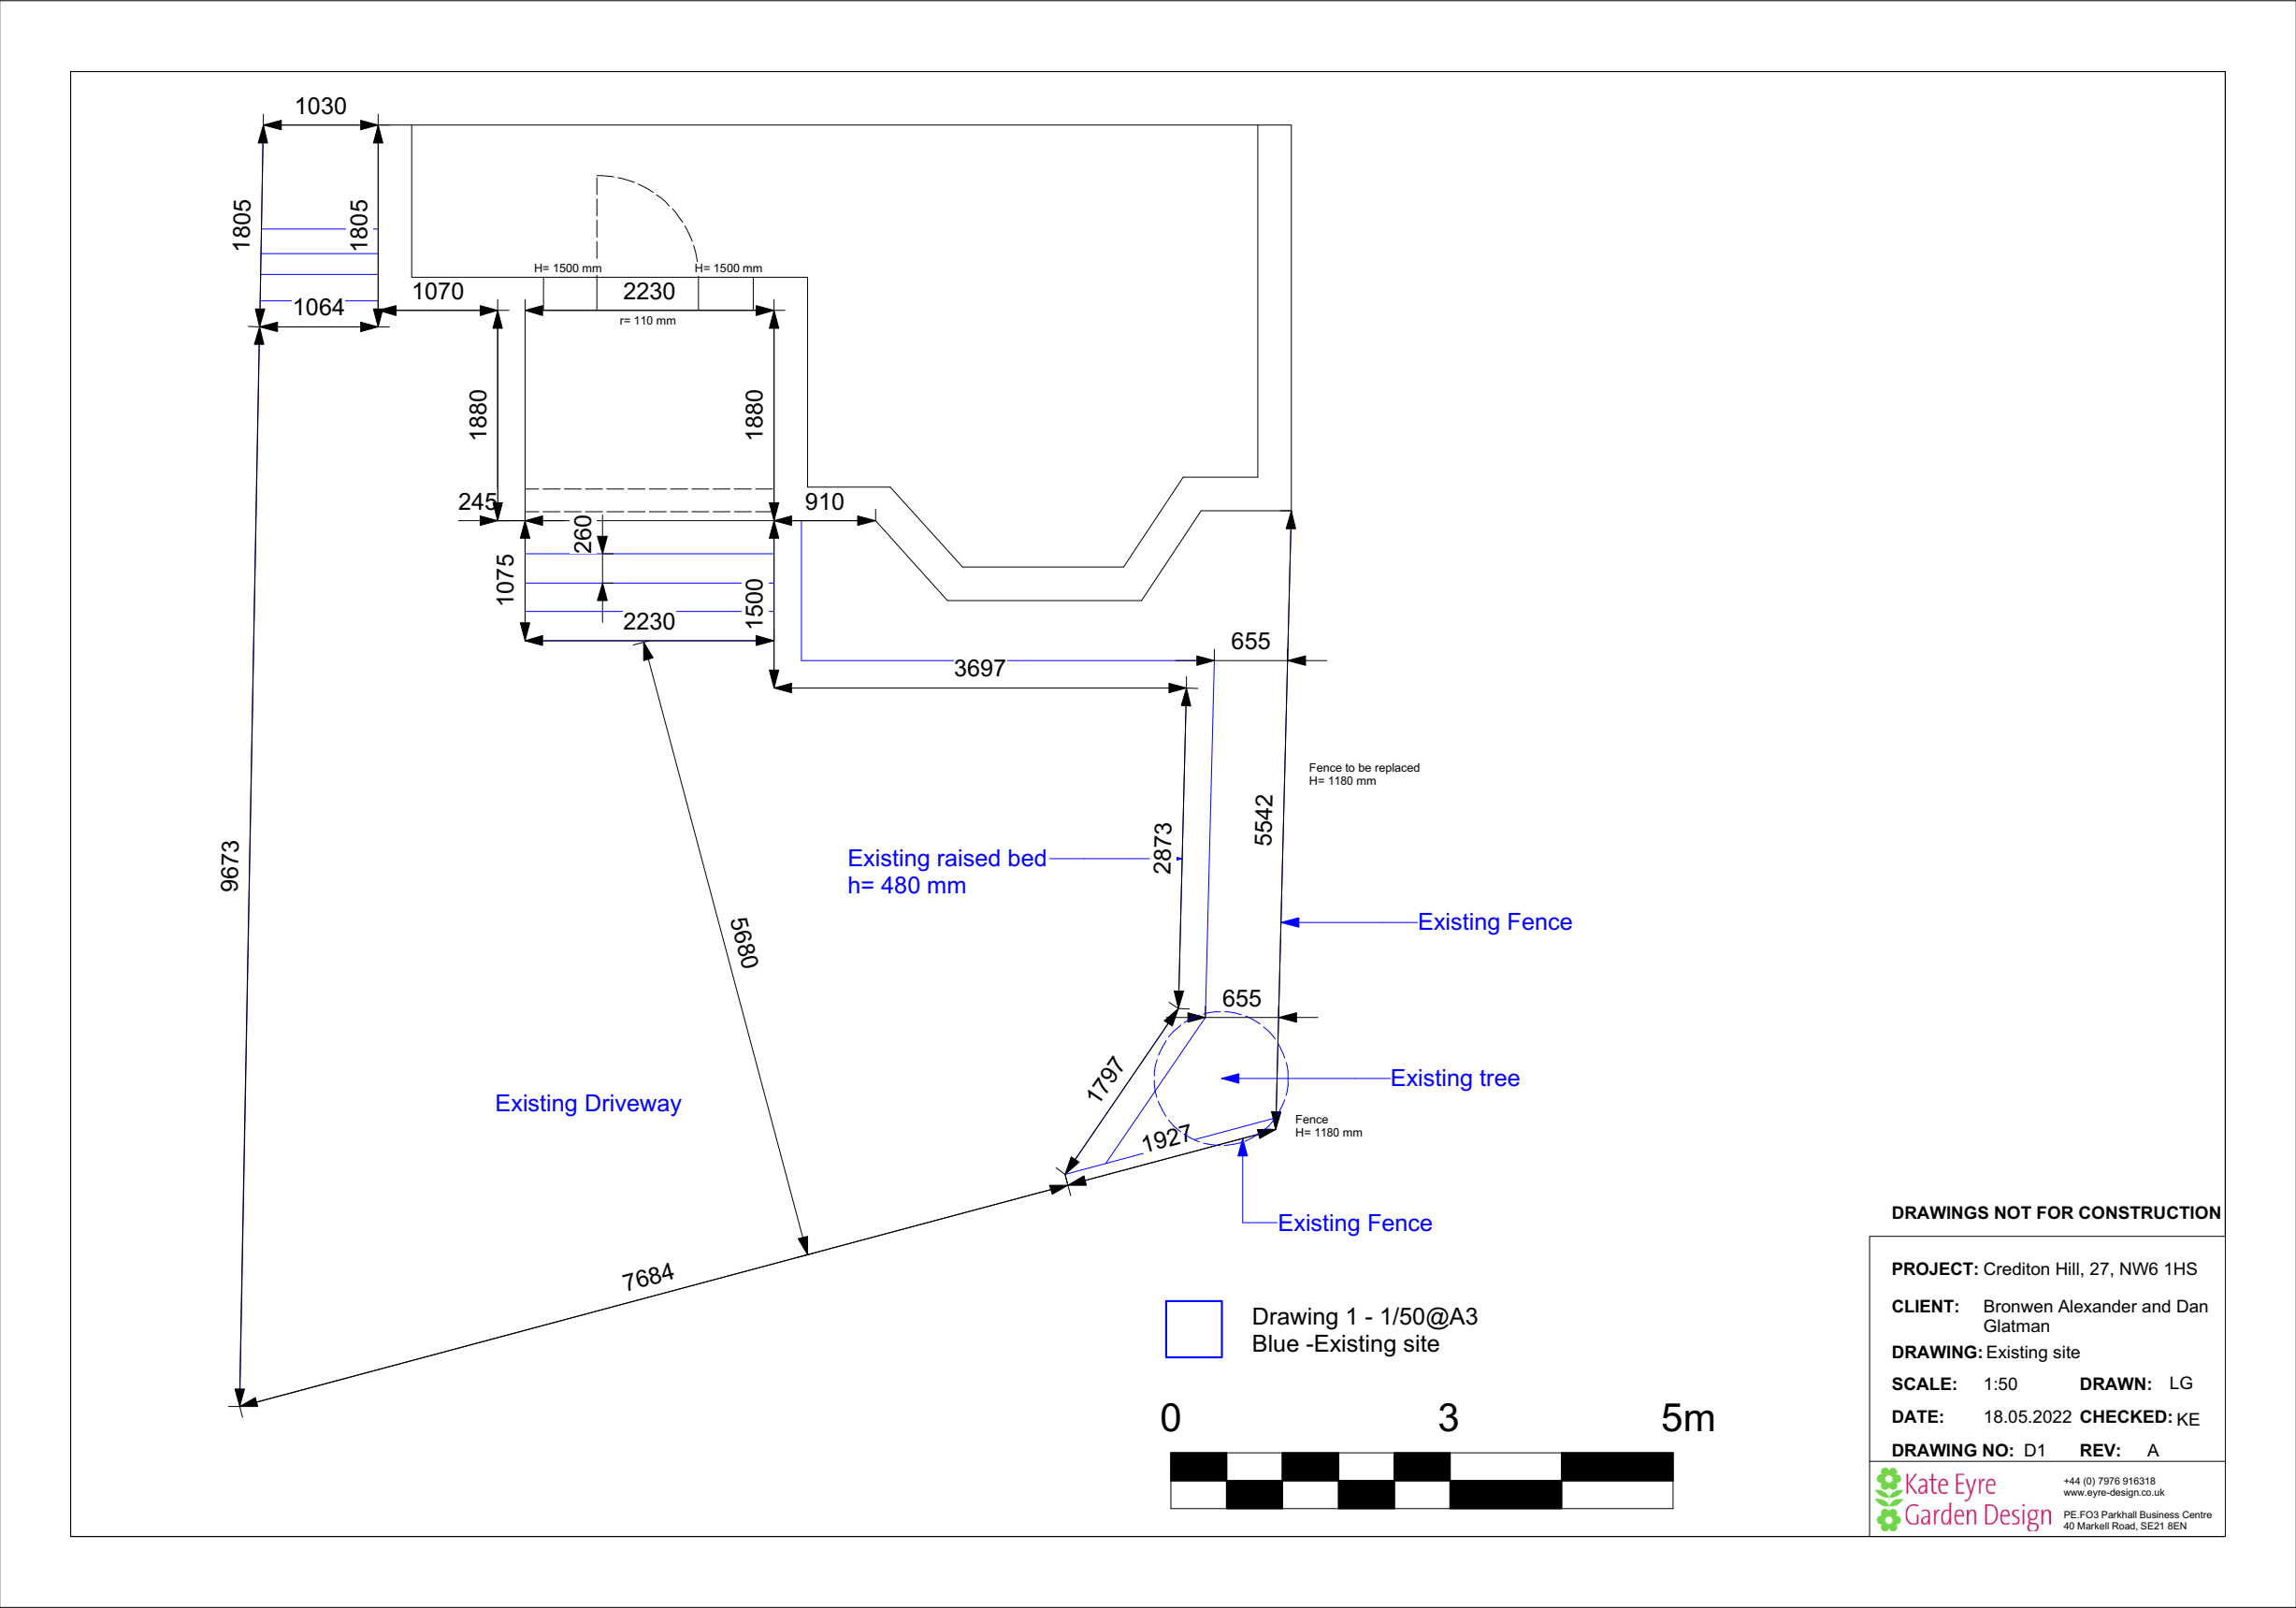 1030
1805
1805
1064
1070
H= 1500 mm
H= 1500 mm
2230
r= 110 mm
1880
1880
245
910
260
1075
1500
2230
3697
655
Fence to be replaced
H= 1180 mm
5542
2873
Existing raised bed
h= 480 mm
9673
5680
Existing Fence
655
1797
Existing tree
Existing Driveway
Fence
H= 1180 mm
1927
Existing Fence
7684
Drawing 1 - 1/50@A3
Blue -Existing site
0 3 5m
DRAWINGS NOT FOR CONSTRUCTION
PROJECT: Crediton Hill, 27, NW6 1HS
CLIENT: Bronwen Alexander and Dan
Glatman
DRAWING: Existing site
SCALE: 1:50 DRAWN: LG
DATE: 18.05.2022 CHECKED: KE
DRAWING NO: D1 REV: A
Kate Eyre
Garden Design
+44 (0) 7976 916318
www.eyre-design.co.uk
PE.FO3 Parkhall Business Centre
40 Markell Road, SE21 8EN